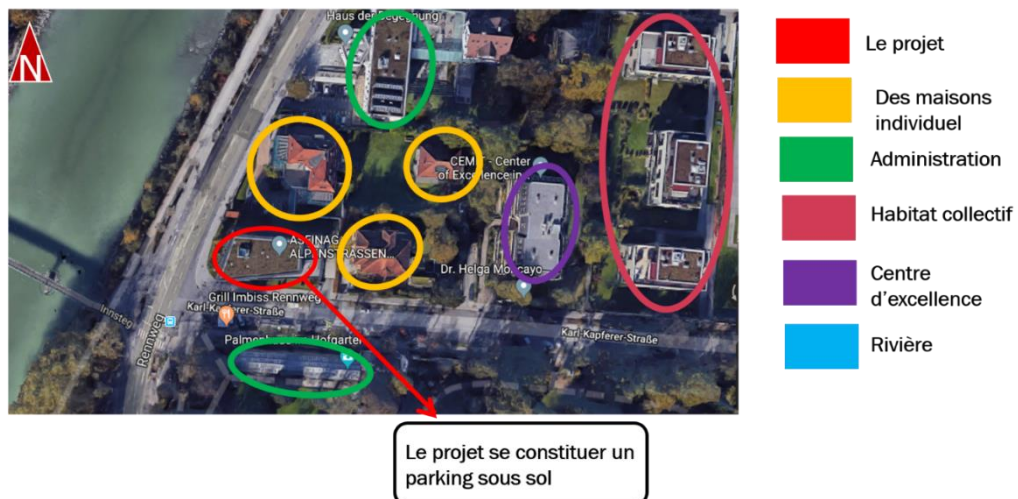 N
Haus der Begegnung
CEMIT - Center
of Excellence in
ASFINAG
ALPENSTRASSEN
Dr. Helga Moncayo
Grill Imbiss Rennweg
Karl-Kapferer-Straße
Innsteg
Rennweg
Karl-Kapferer-Straße
Hofgarten
Le projet
Des maisons
individuel
Administration
Habitat collectif
Centre
d'excellence
Rivière
Le projet se constituer un
parking sous sol